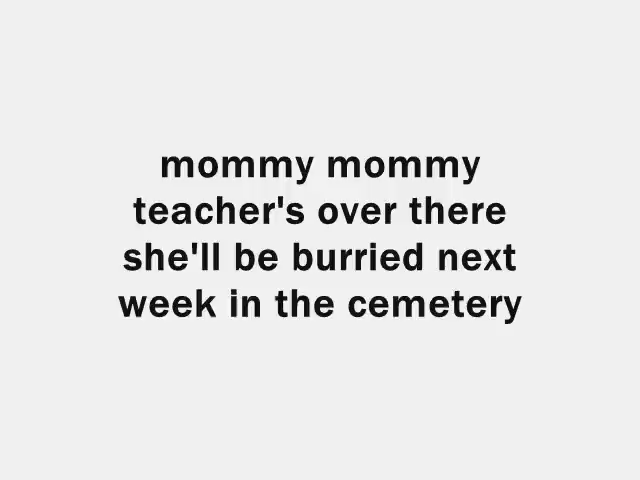 mommy mommy
teacher's over there
she'll be burried next
week in the cemetery